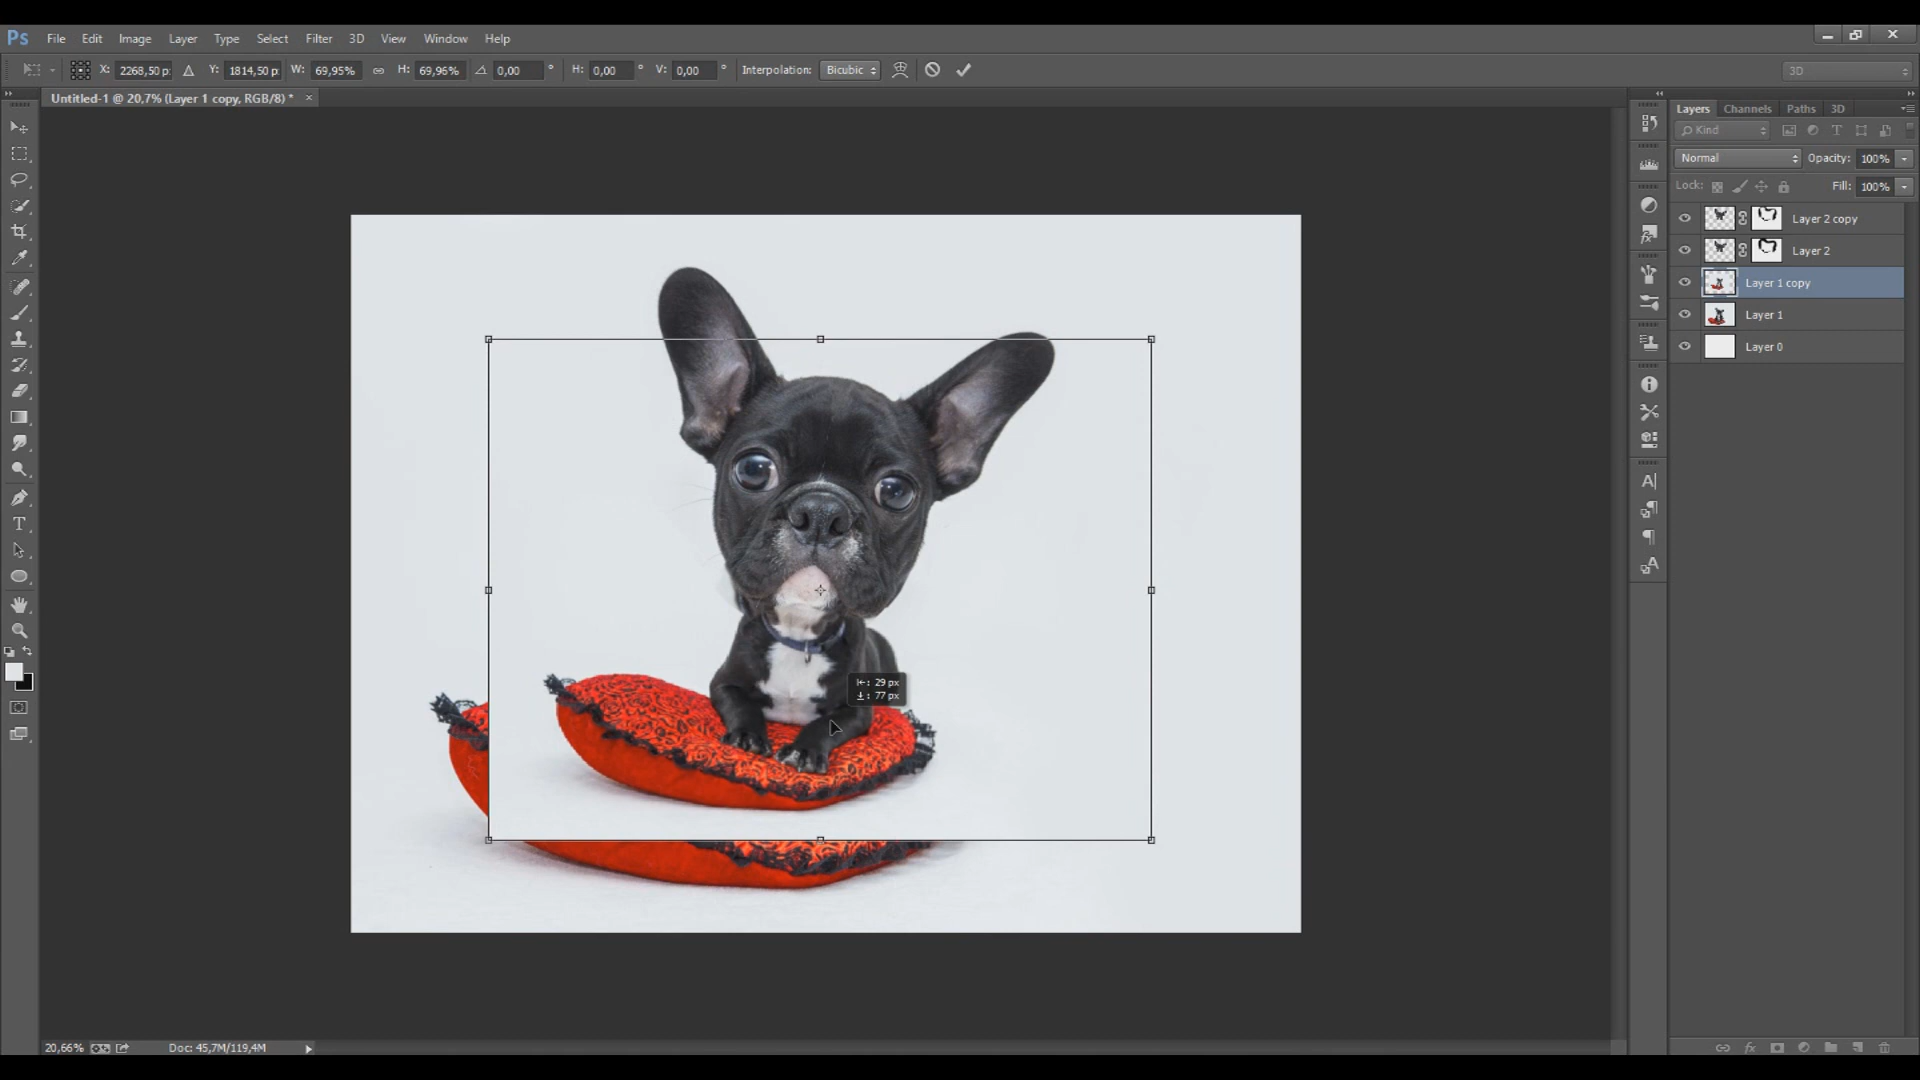 Ps File Edit Image Layer Type Select Filter 3D View Window Help
X: 2268,50 p Y: 1814,50 p W: 69,95% H: 69,96% 0,00 ° H: 0,00 ° V: 0,00 ° Interpolation: Bicubic 3D
Untitled-1 @ 20,7% (Layer 1 copy, RGB/8) * ×
Layers Channels Paths 3D
Kind
Normal Opacity: 100%
Lock: Fill: 100%
Layer 2 copy
Layer 2
Layer 1 copy
Layer 1
Layer 0
: 29 px
: 77 px
20,66% Doc: 45,7M/119,4M